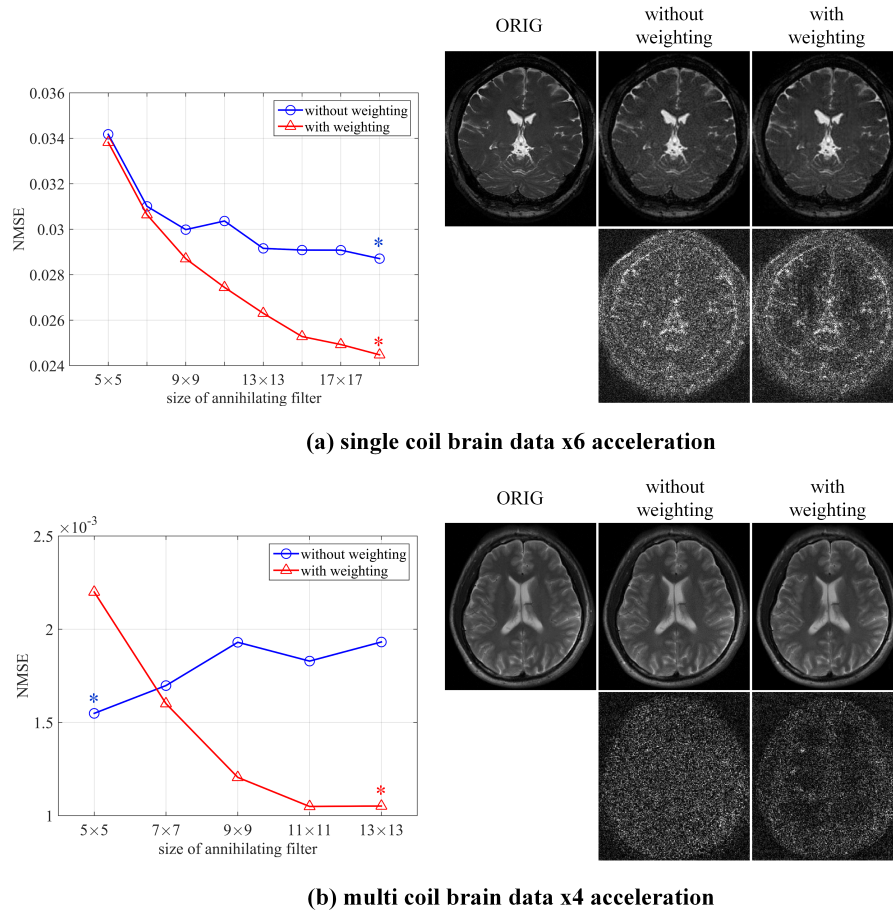 ORIG
without
weighting
with
weighting
0.036
0.034
0.032
0.03
0.028
0.026
0.024
NMSE
without weighting
with weighting
*
*
5×5
9×9
13×13
17×17
size of annihilating filter
(a) single coil brain data x6 acceleration
ORIG
without
weighting
with
weighting
×10⁻³
2.5
2
1.5
1
NMSE
without weighting
with weighting
*
*
5×5
7×7
9×9
11×11
13×13
size of annihilating filter
(b) multi coil brain data x4 acceleration